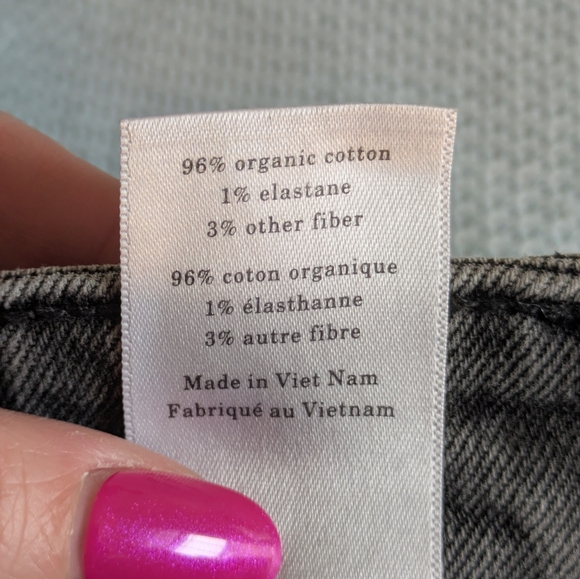 96% organic cotton
1% elastane
3% other fiber
96% coton organique
1% élasthanne
3% autre fibre
Made in Viet Nam
Fabriqué au Vietnam